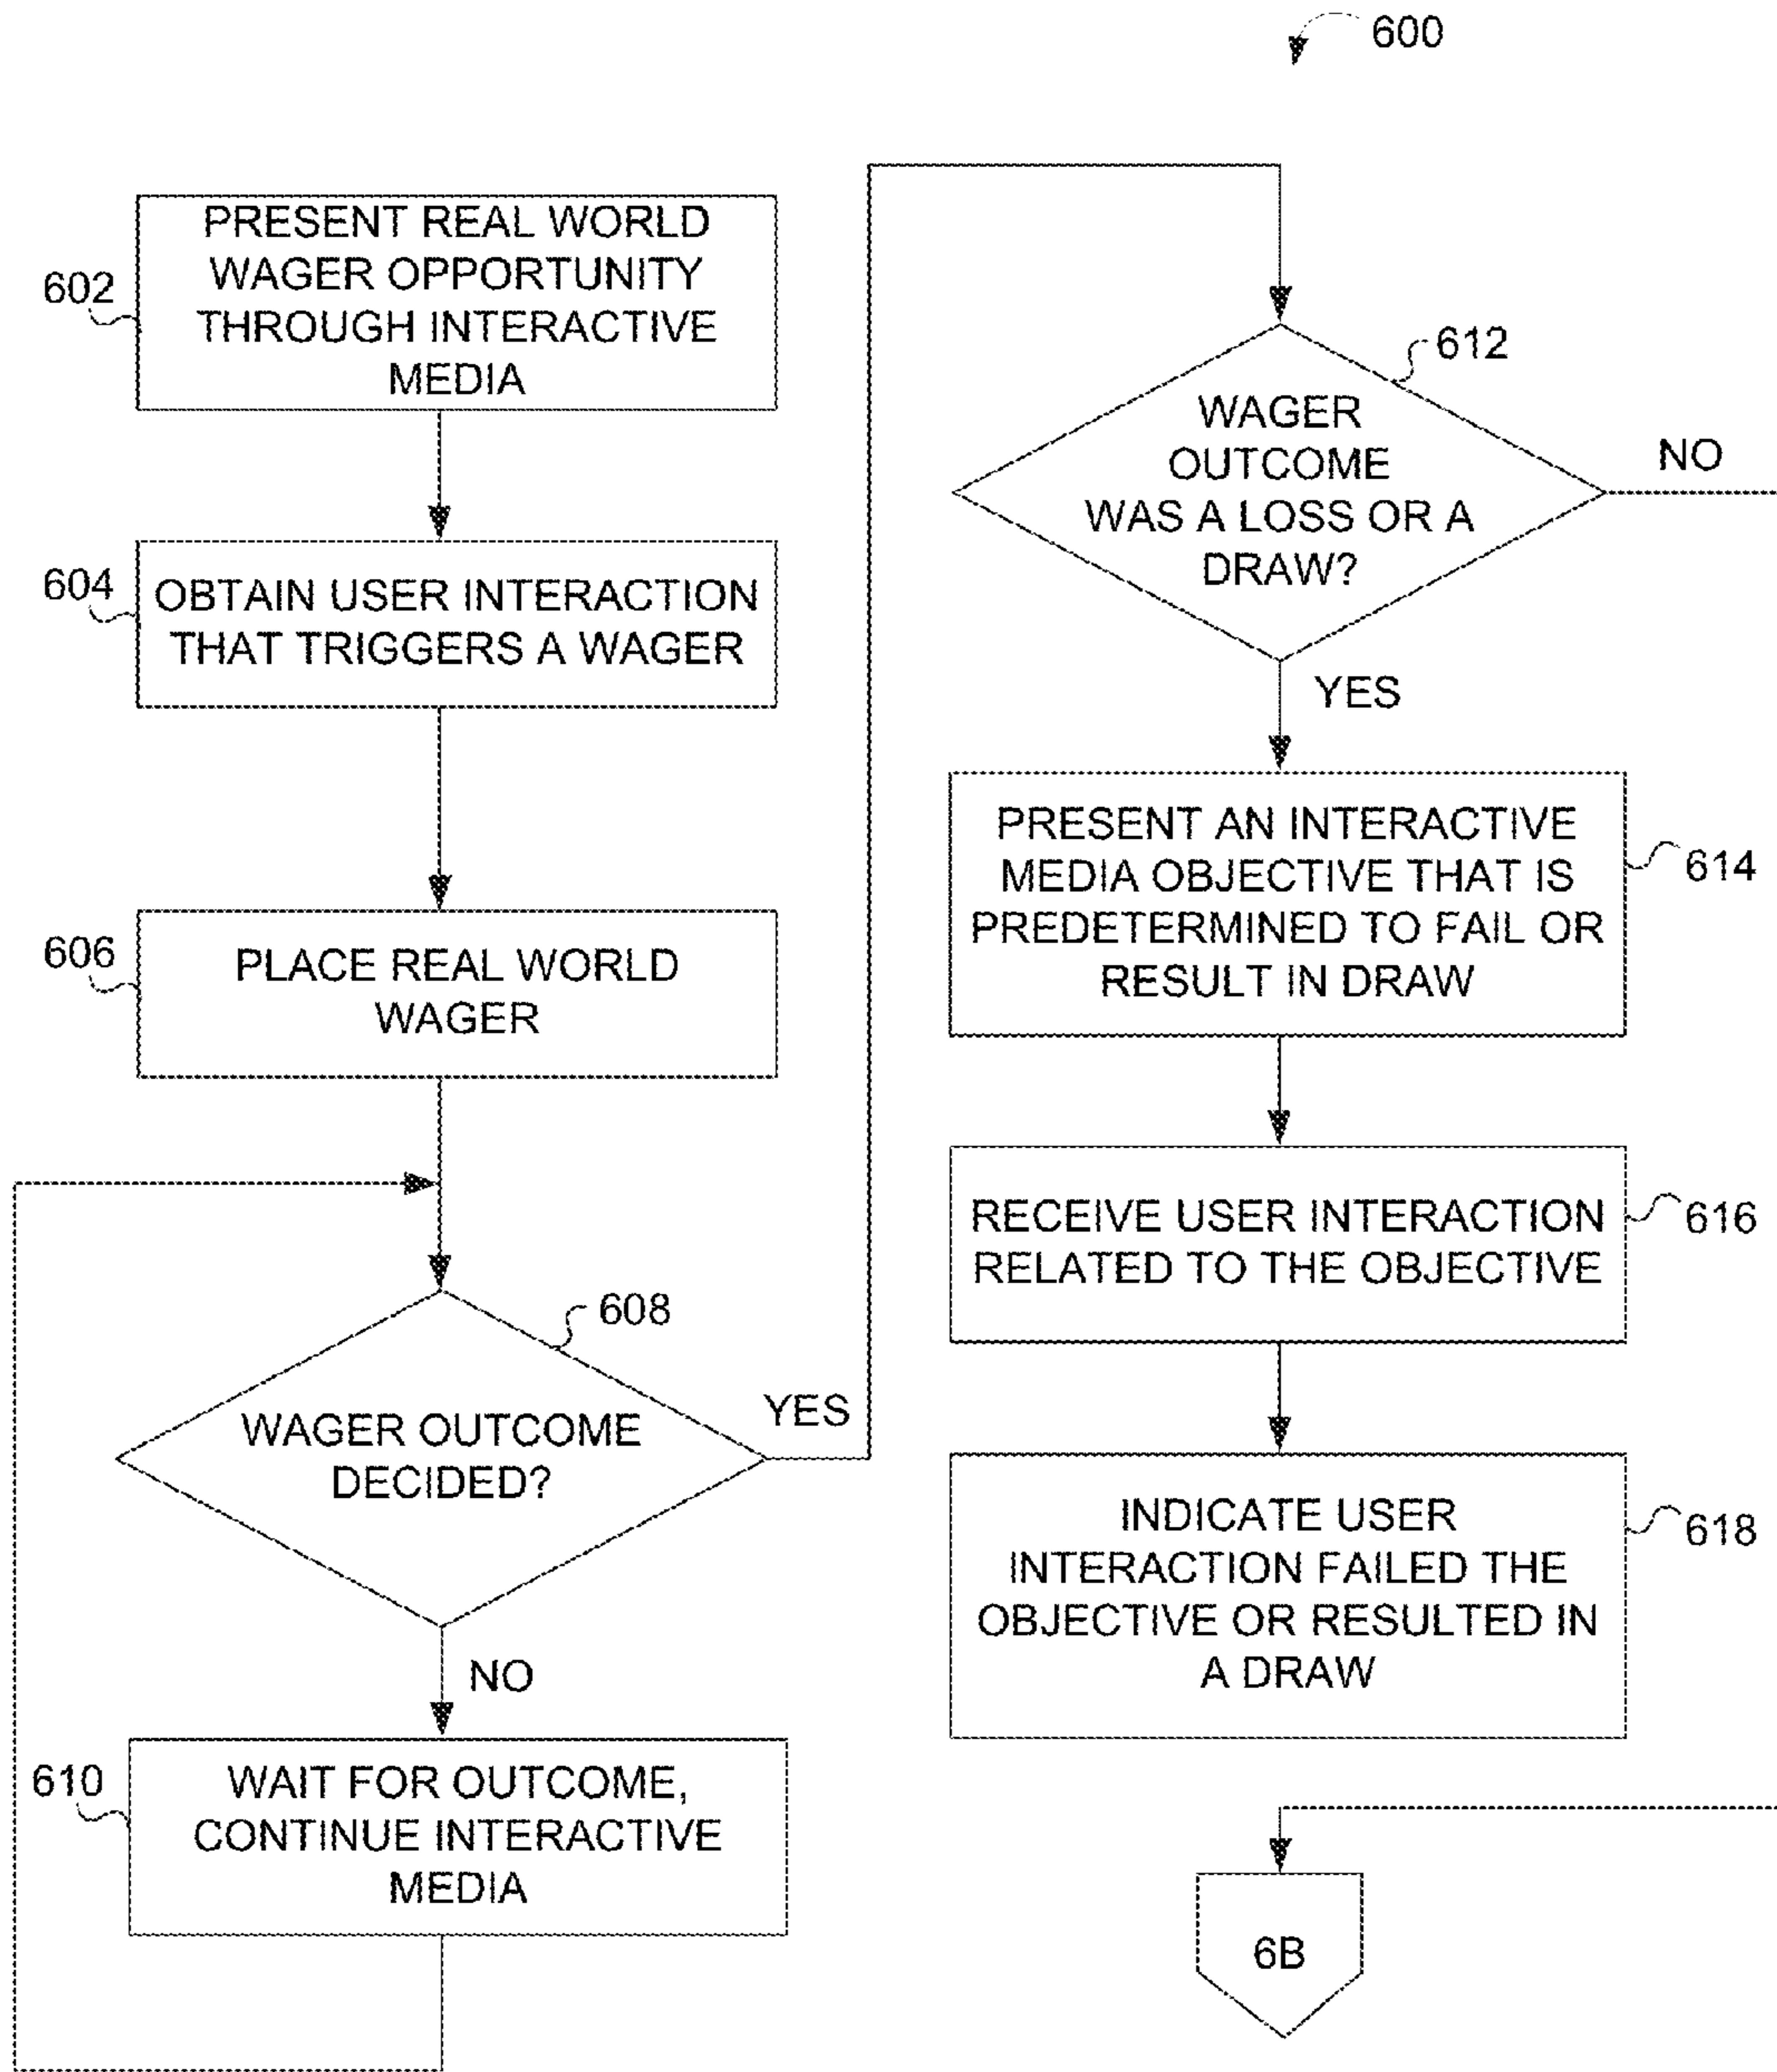 600
602
PRESENT REAL WORLD
WAGER OPPORTUNITY
THROUGH INTERACTIVE
MEDIA
604
OBTAIN USER INTERACTION
THAT TRIGGERS A WAGER
606
PLACE REAL WORLD
WAGER
608
WAGER OUTCOME
DECIDED?
YES
NO
610
WAIT FOR OUTCOME,
CONTINUE INTERACTIVE
MEDIA
612
WAGER
OUTCOME
WAS A LOSS OR A
DRAW?
NO
YES
PRESENT AN INTERACTIVE
MEDIA OBJECTIVE THAT IS
PREDETERMINED TO FAIL OR
RESULT IN DRAW
614
RECEIVE USER INTERACTION
RELATED TO THE OBJECTIVE
616
INDICATE USER
INTERACTION FAILED THE
OBJECTIVE OR RESULTED IN
A DRAW
618
6B